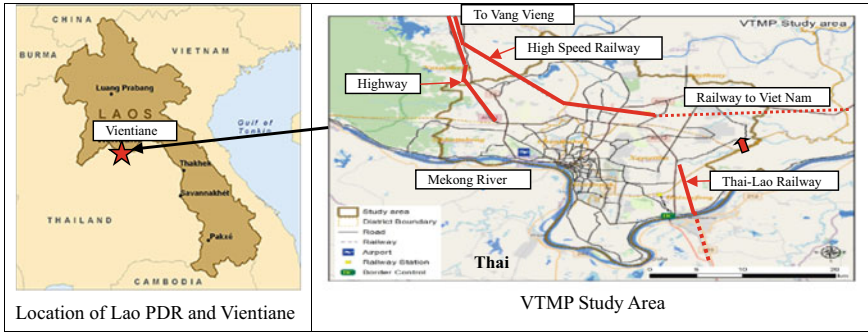 CHINA
BURMA
VIETNAM
Luang Prabang
LAOS
Gulf of
Tonkin
Vientiane
Thakhek
Savannakhet
THAILAND
Pakxé
CAMBODIA
Location of Lao PDR and Vientiane
To Vang Vieng
VTMP Study area
High Speed Railway
Highway
Railway to Viet Nam
Mekong River
Thai-Lao Railway
Study area
District Boundary
Road
Railway
Airport
Railway Station
Border Control
Thai
0 5 10 20
km
VTMP Study Area